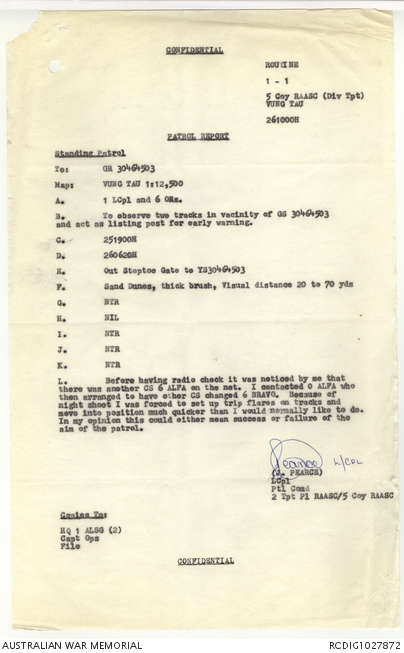 CONFIDENTIAL
ROUTINE
1 - 1
5 Coy RAASC (Div Tpt)
VUNG TAU
261000H
PATROL REPORT
Standing Patrol
To: GR 30464503
Map: VUNG TAU 1:12,500
A. 1 LCpl and 6 ORs.
B. To observe two tracks in vacinity of GS 30464503
and act as listing post for early warning.
C. 251900H
D. 260620H
E. Out Steptoe Gate to YS30464503
F. Sand Dunes, thick brush, Visual distance 20 to 70 yds
G. NTR
H. NIL
I. NTR
J. NTR
K. NTR
L. Before having radio check it was noticed by me that
there was another CS 6 ALFA on the net. I contacted 0 ALFA who
then arranged to have other CS changed 6 BRAVO. Because of
night shoot I was forced to set up trip flares on tracks and
move into position much quicker than I would normally like to do.
In my opinion this could either mean success or failure of the
aim of the patrol.
JPearce L/CPL
(J. PEARCE)
LCpl
Ptl Comd
2 Tpt Pl RAASC/5 Coy RAASC
Copies To:
HQ 1 ALSG (2)
Capt Ops
File
CONFIDENTIAL
AUSTRALIAN WAR MEMORIAL
RCDIG1027872